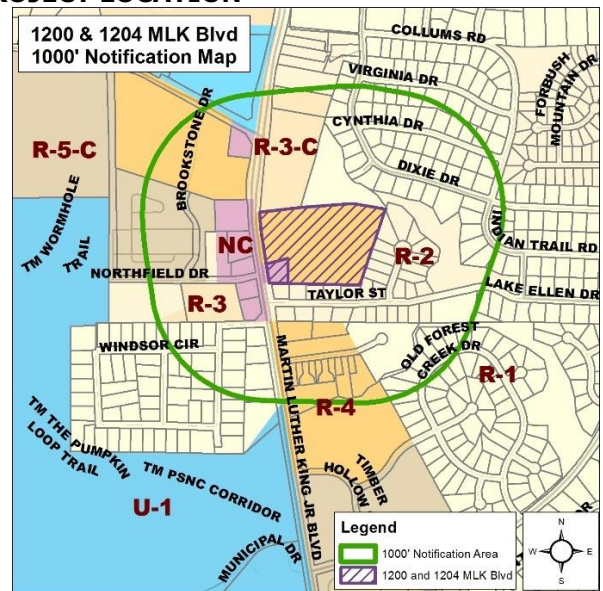 PROJECT LOCATION
1200 & 1204 MLK Blvd
1000' Notification Map
COLLUMS RD
VIRGINIA DR
FORBUSH
MOUNTAIN DR
CYNTHIA DR
BROOKSTONE DR
R-5-C
R-3-C
DIXIE DR
TM WORMHOLE
TRAIL
NC
R-2
INDIAN TRAIL RD
NORTHFIELD DR
LAKE ELLEN DR
TAYLOR ST
R-3
WINDSOR CIR
MARTIN LUTHER KING JR BLVD
OLD FOREST
CREEK DR
R-1
R-4
TM THE PUMPKIN
LOOP TRAIL
TM PSNC CORRIDOR
TIMBER
HOLLOW
U-1
MUNICIPAL DR
Legend
1000' Notification Area
1200 and 1204 MLK Blvd
N
W
E
S